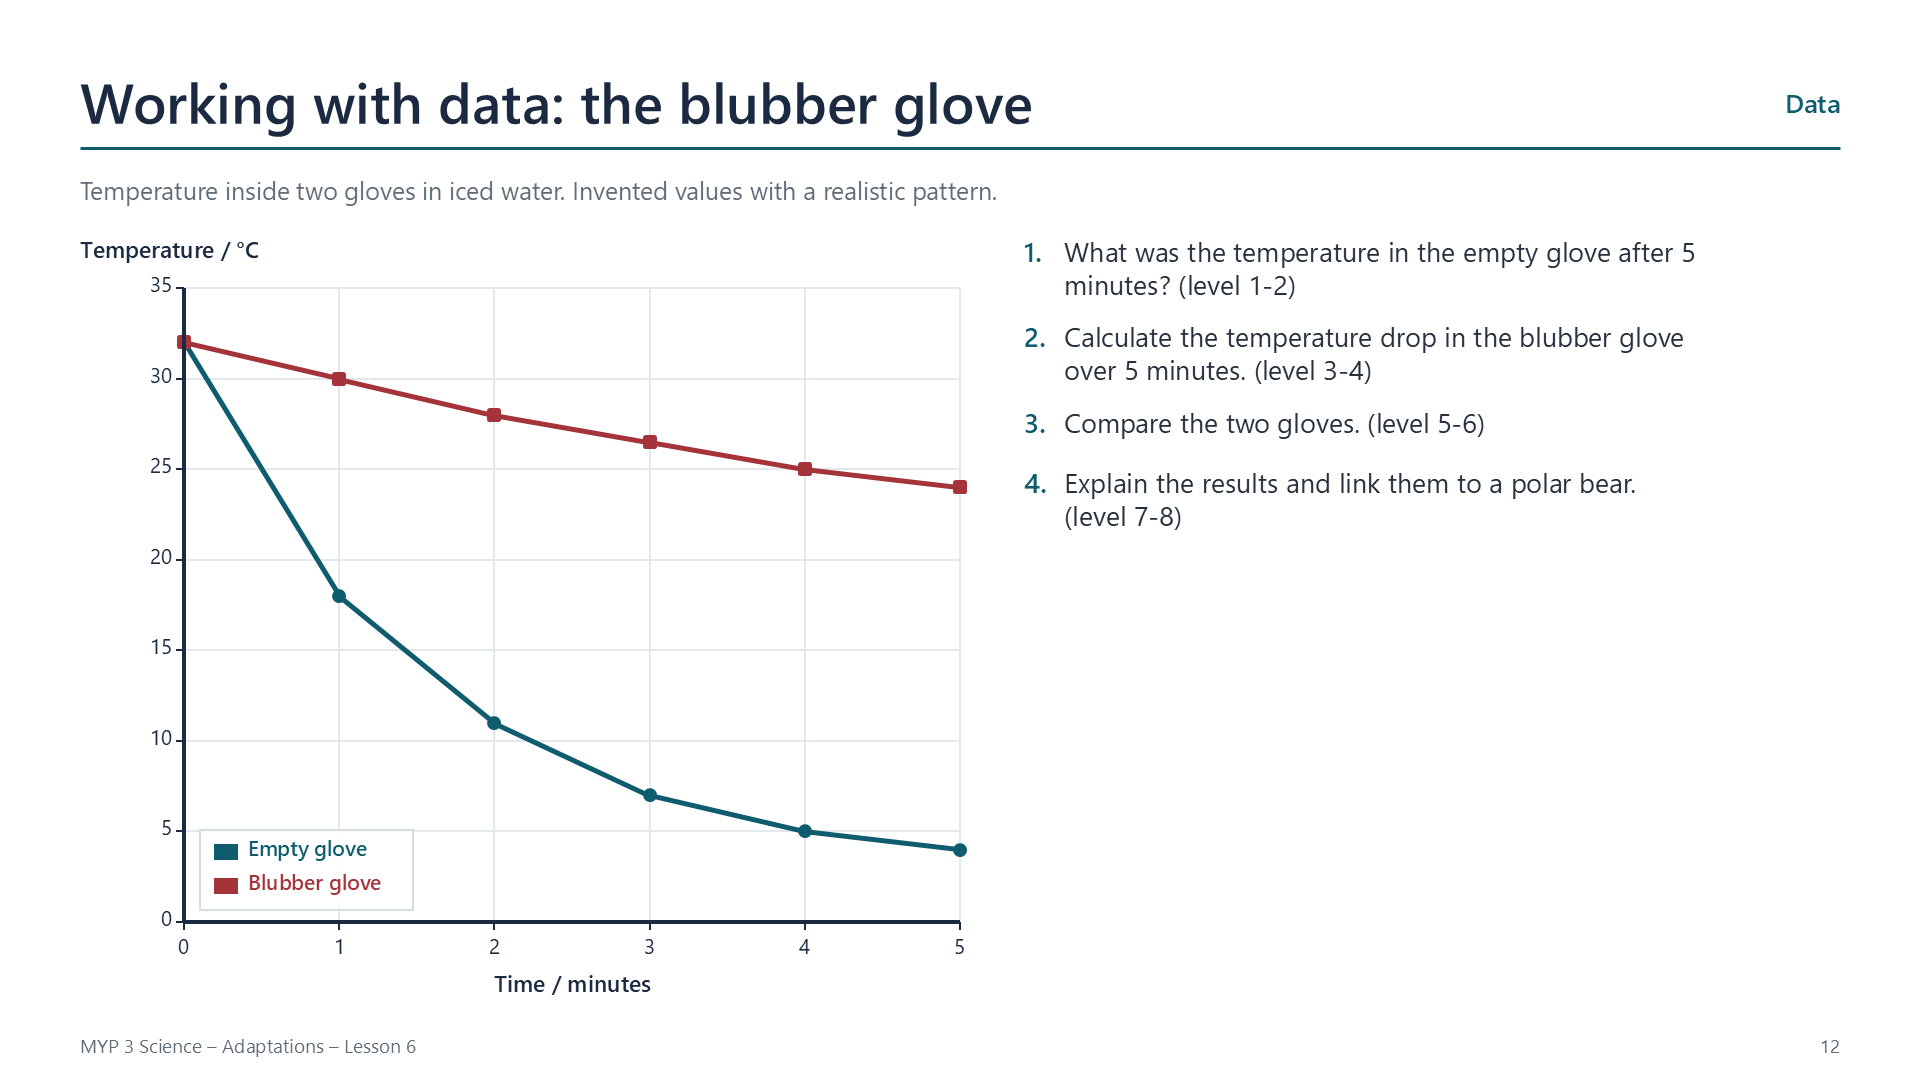 Working with data: the blubber glove
Data
Temperature inside two gloves in iced water. Invented values with a realistic pattern.
Temperature / °C
35
30
25
20
15
10
5
0
Empty glove
Blubber glove
0 1 2 3 4 5
Time / minutes
1. What was the temperature in the empty glove after 5
minutes? (level 1-2)
2. Calculate the temperature drop in the blubber glove
over 5 minutes. (level 3-4)
3. Compare the two gloves. (level 5-6)
4. Explain the results and link them to a polar bear.
(level 7-8)
MYP 3 Science – Adaptations – Lesson 6
12